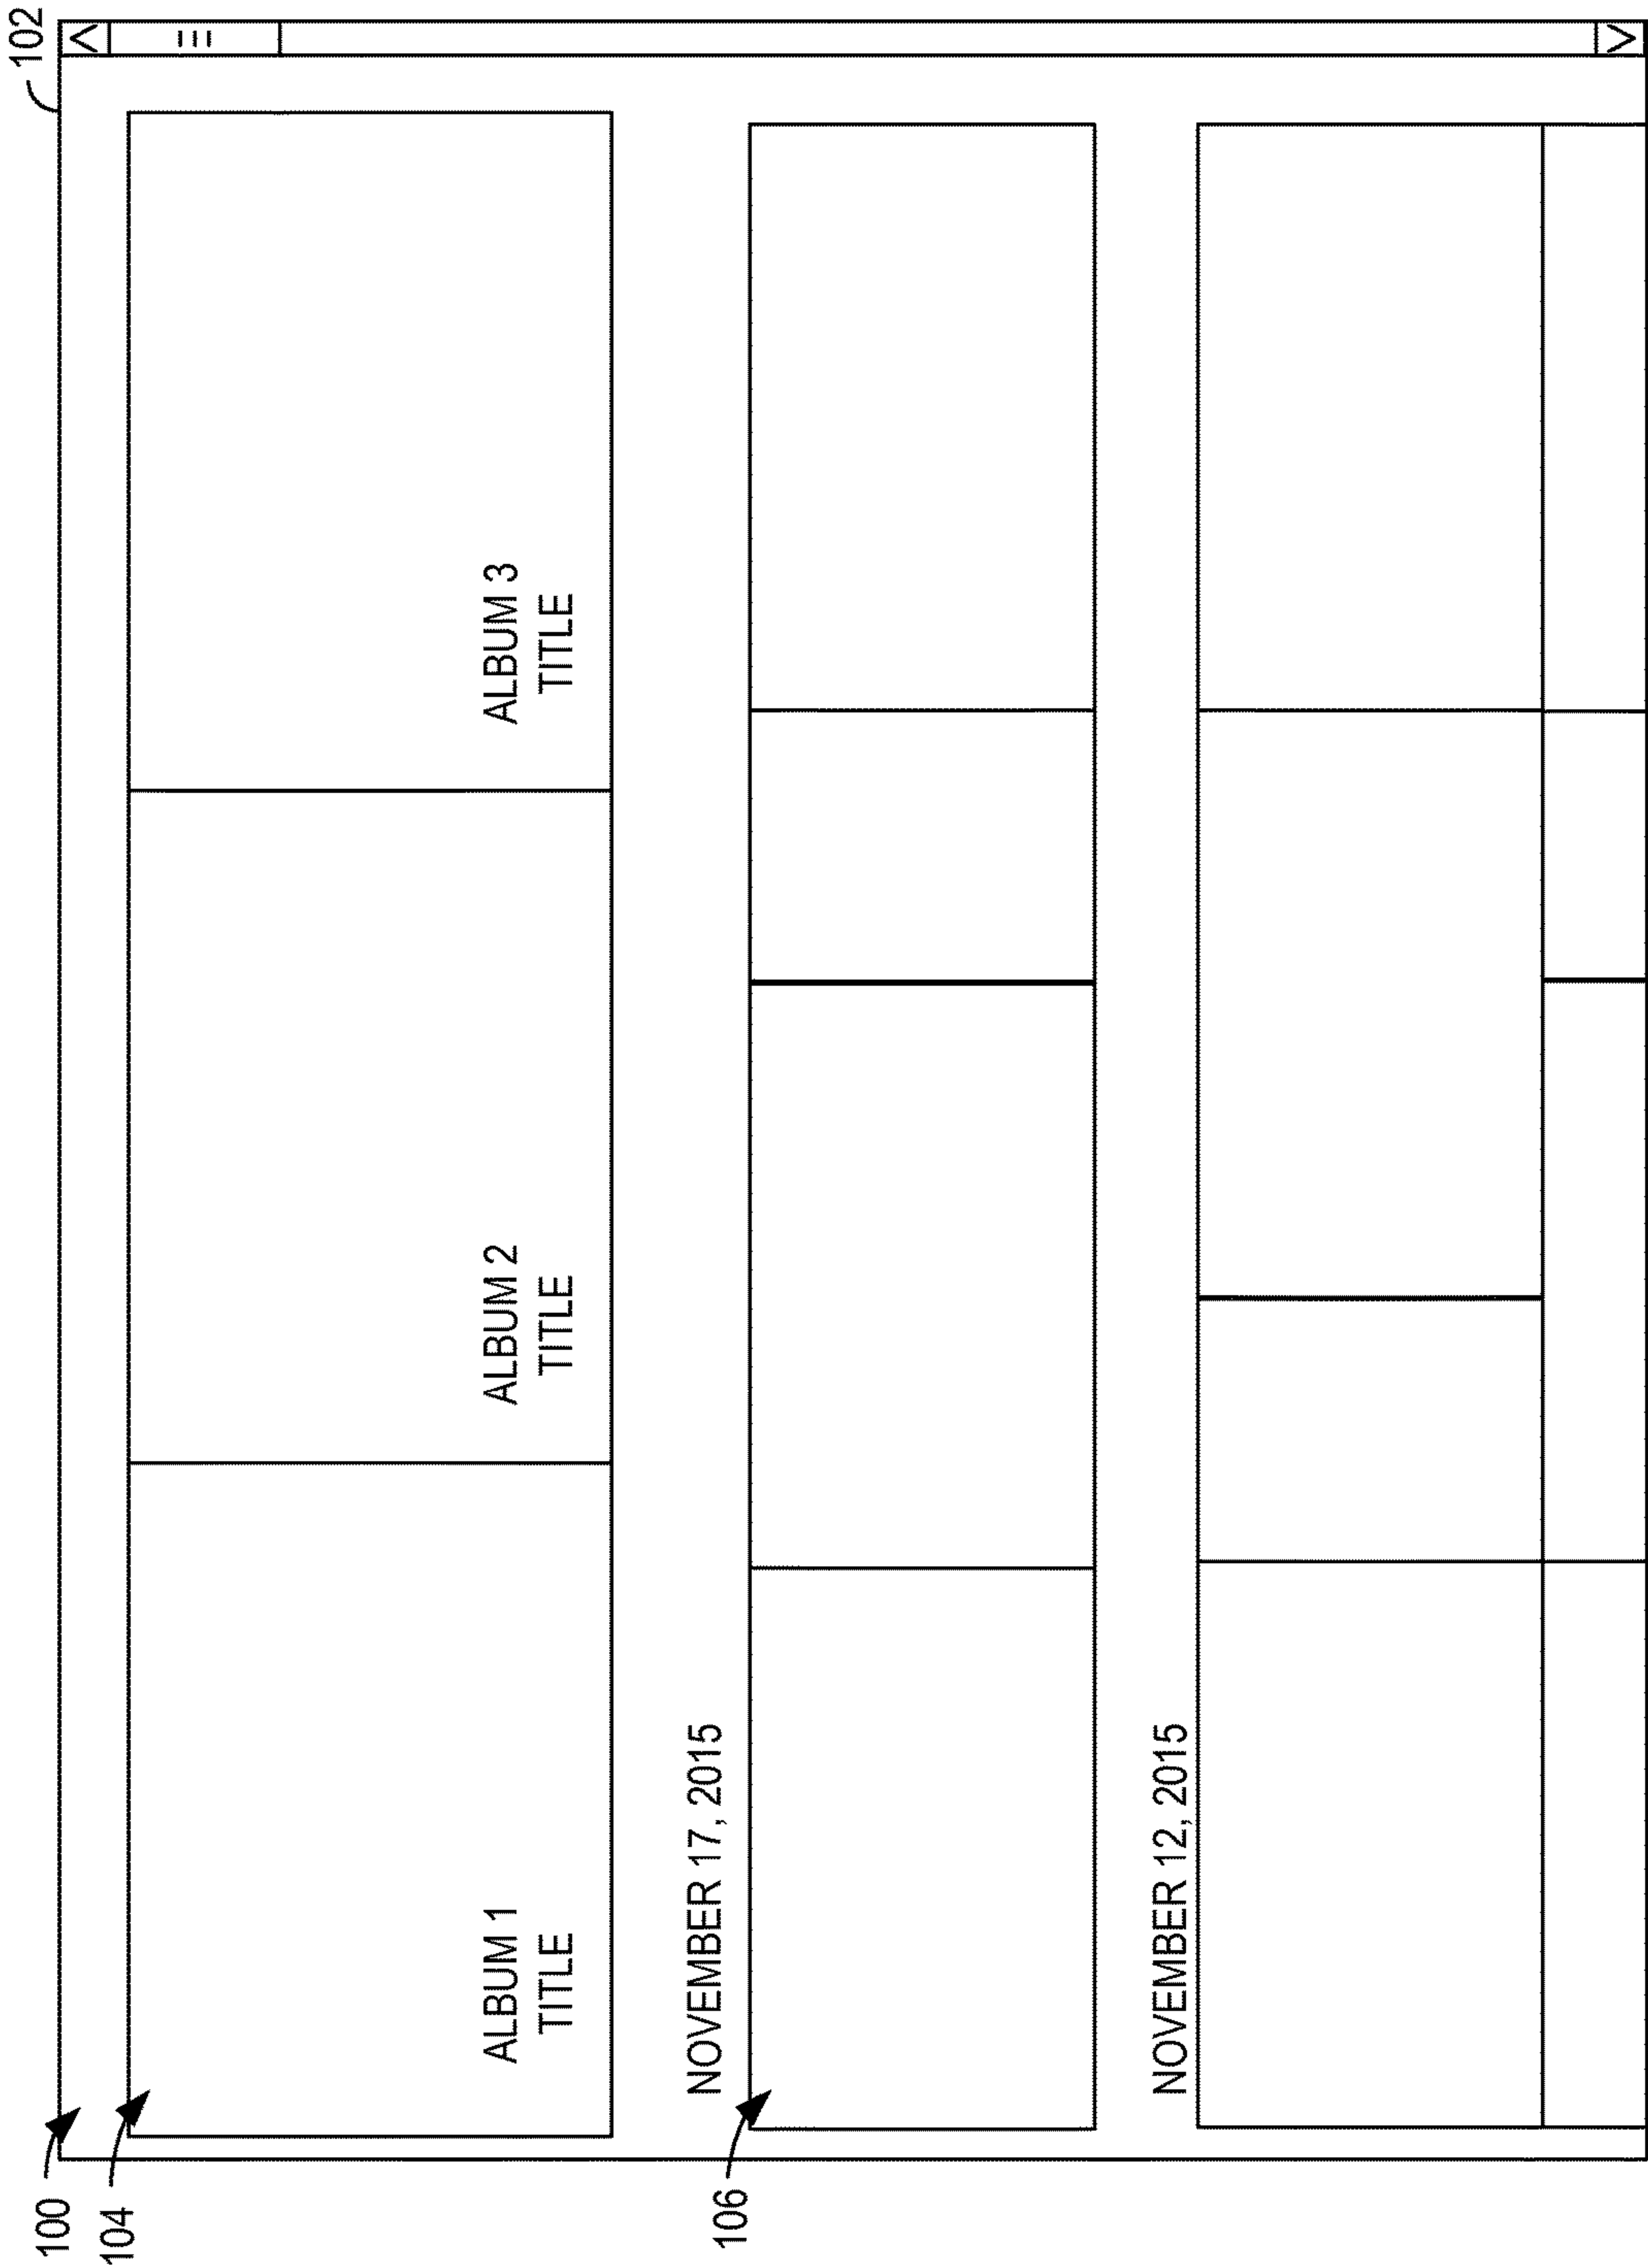 102
100
104
ALBUM 1
TITLE
ALBUM 2
TITLE
ALBUM 3
TITLE
NOVEMBER 17, 2015
106
NOVEMBER 12, 2015